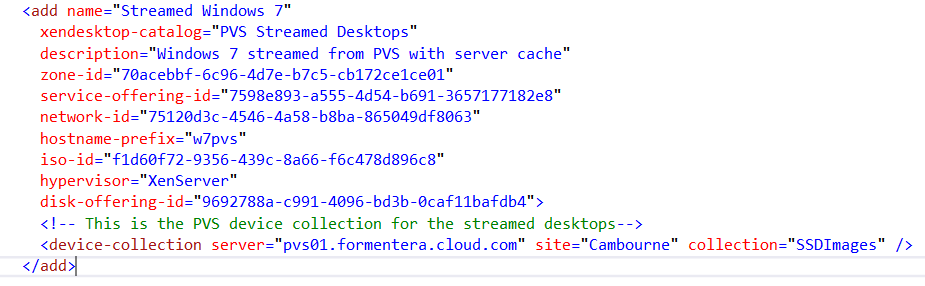 <add name="Streamed Windows 7"
xendesktop-catalog="PVS Streamed Desktops"
description="Windows 7 streamed from PVS with server cache"
zone-id="70acebbf-6c96-4d7e-b7c5-cb172ce1ce01"
service-offering-id="7598e893-a555-4d54-b691-3657177182e8"
network-id="75120d3c-4546-4a58-b8ba-865049df8063"
hostname-prefix="w7pvs"
iso-id="f1d60f72-9356-439c-8a66-f6c478d896c8"
hypervisor="XenServer"
disk-offering-id="9692788a-c991-4096-bd3b-0caf11bafdb4">
<!-- This is the PVS device collection for the streamed desktops-->
<device-collection server="pvs01.formentera.cloud.com" site="Cambourne" collection="SSDImages" />
</add>